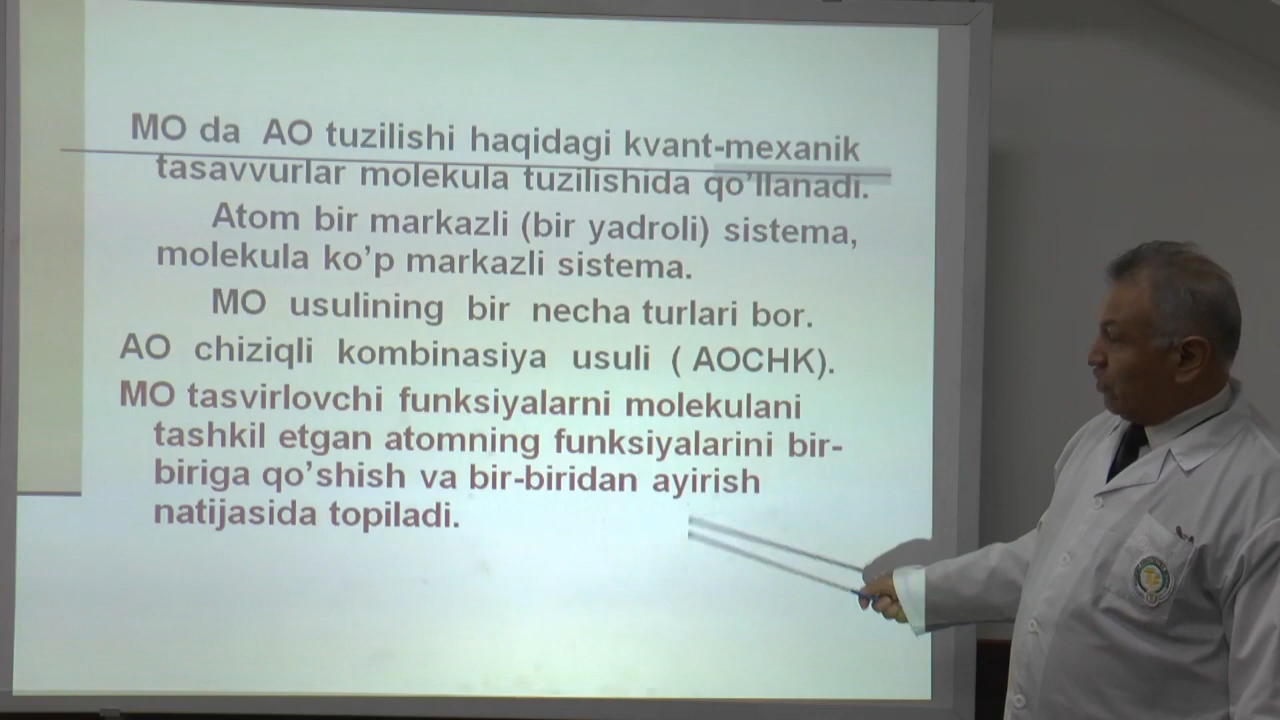 MO da AO tuzilishi haqidagi kvant-mexanik
tasavvurlar molekula tuzilishida qo’llanadi.
Atom bir markazli (bir yadroli) sistema,
molekula ko’p markazli sistema.
MO usulining bir necha turlari bor.
AO chiziqli kombinasiya usuli ( AOCHK).
MO tasvirlovchi funksiyalarni molekulani
tashkil etgan atomning funksiyalarini bir-
biriga qo’shish va bir-biridan ayirish
natijasida topiladi.